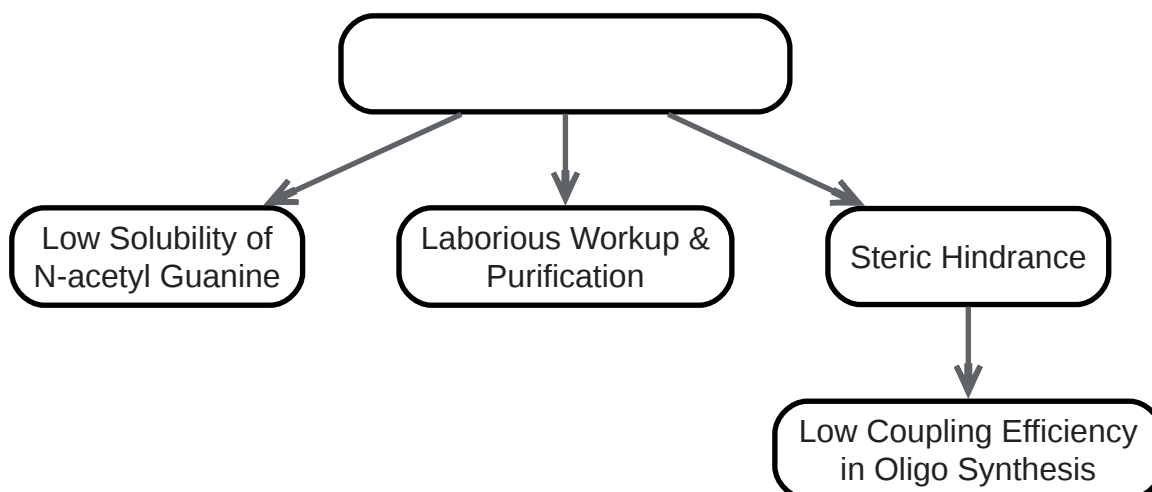 Low Solubility of
N-acetyl Guanine
Laborious Workup &
Purification
Steric Hindrance
Low Coupling Efficiency
in Oligo Synthesis